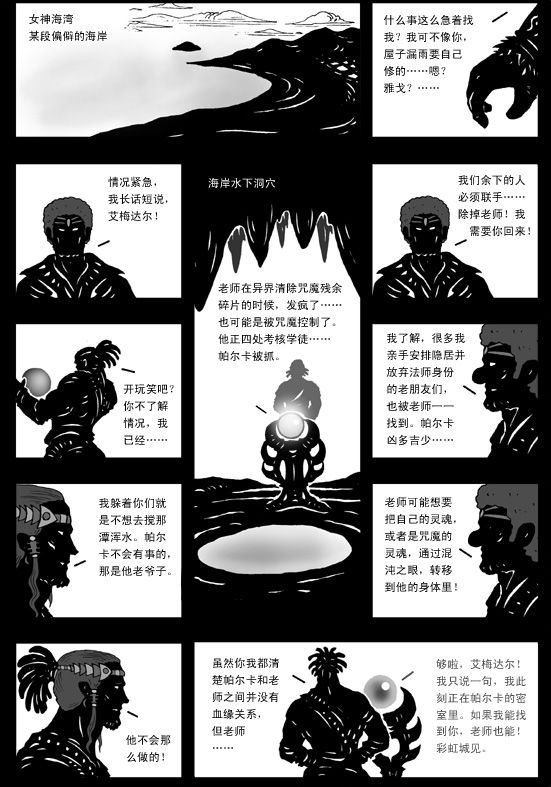 女神海湾
某段偏僻的海岸
什么事这么急着找
我？我可不像你，
屋子漏雨要自己
修的……嗯？
雅戈？……
情况紧急，
我长话短说，
艾梅达尔！
海岸水下洞穴
老师在异界清除咒魔残余
碎片的时候，发疯了……
也可能是被咒魔控制了。
他正四处考核学徒……
帕尔卡被抓。
我们余下的人
必须联手……
除掉老师！我
需要你回来！
开玩笑吧？
你不了解
情况，我
已经……
我了解，很多我
亲手安排隐居并
放弃法师身份
的老朋友们，
也被老师一一
找到。帕尔卡
凶多吉少……
我躲着你们就
是不想去搅那
潭浑水。帕尔
卡不会有事的，
那是他老爷子。
老师可能想要
把自己的灵魂，
或者是咒魔的
灵魂，通过混
沌之眼，转移
到他的身体里！
他不会那
么做的！
虽然你我都清
楚帕尔卡和老
师之间并没有
血缘关系，
但老师
……
够啦，艾梅达尔！
我只说一句，我此
刻正在帕尔卡的密
室里。如果我能找
到你，老师也能！
彩虹城见。